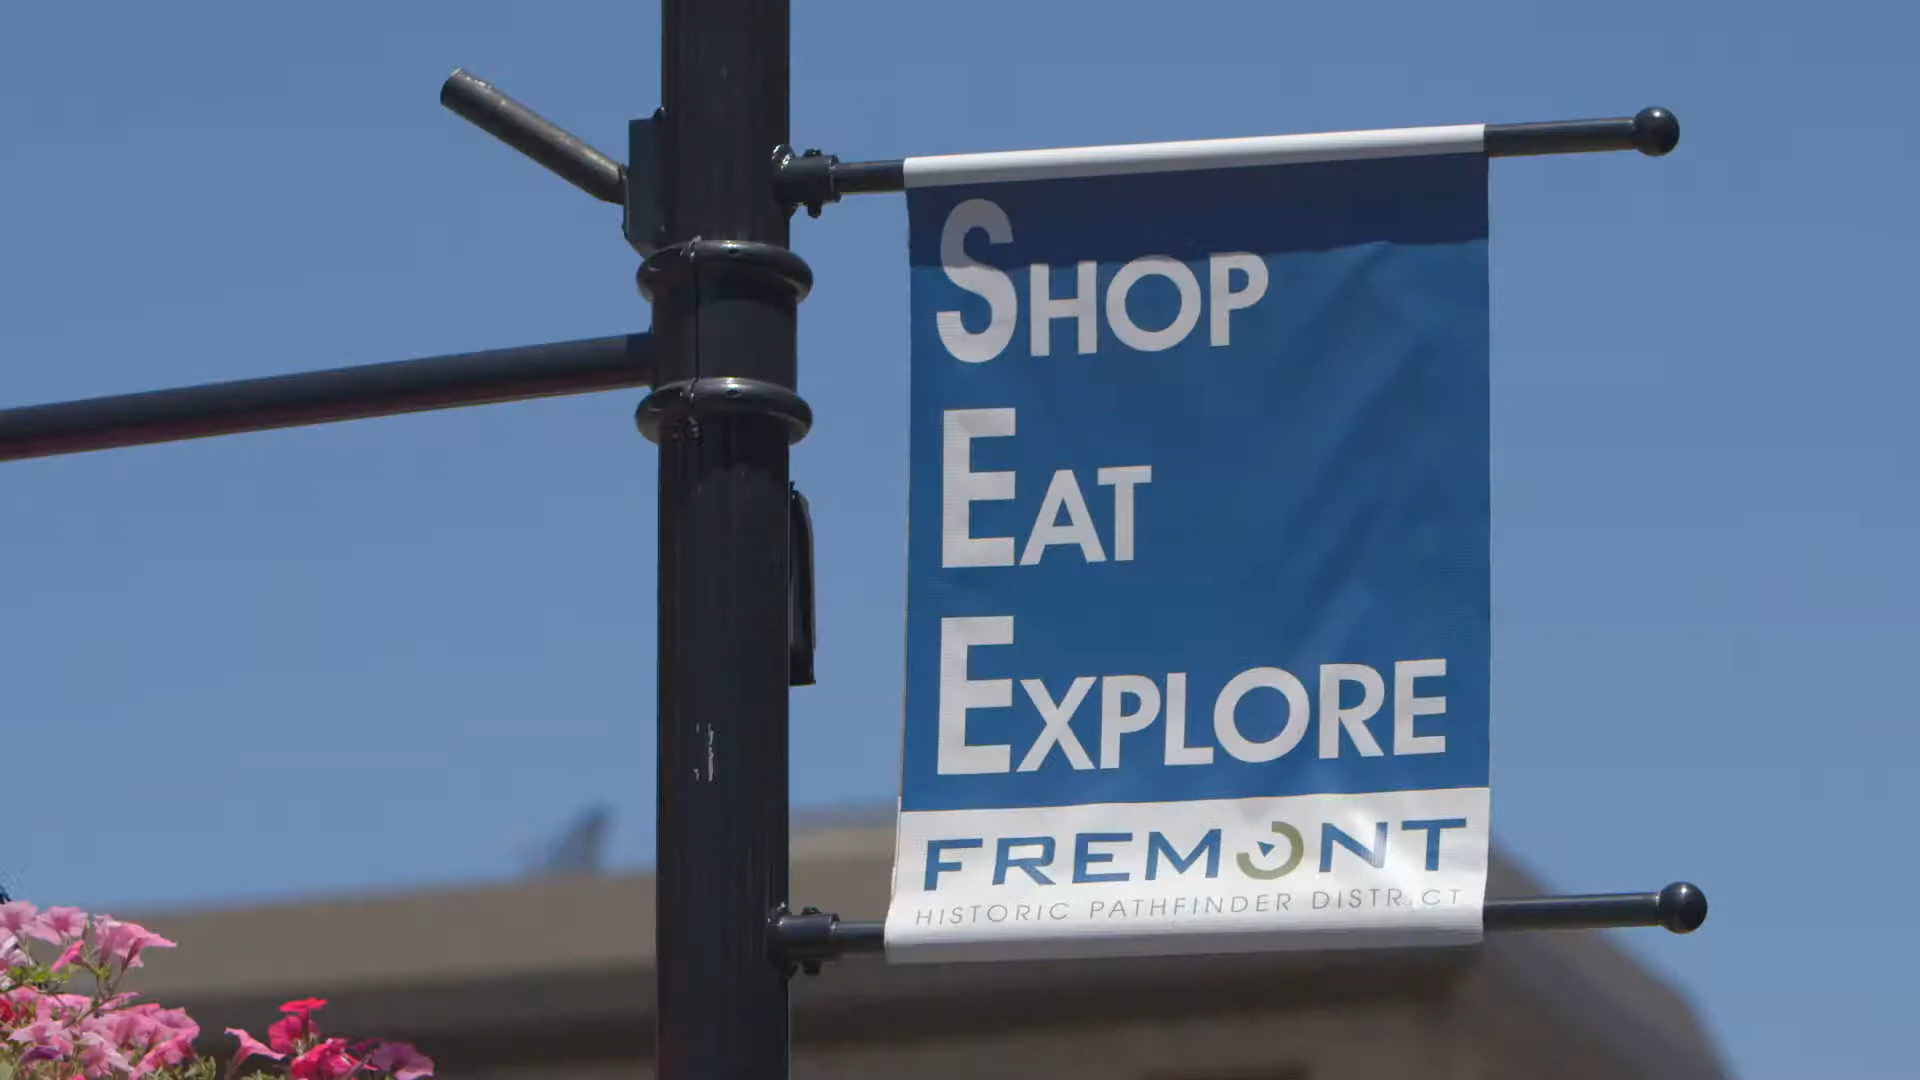 SHOP
EAT
EXPLORE
FREMONT
HISTORIC PATHFINDER DISTRICT